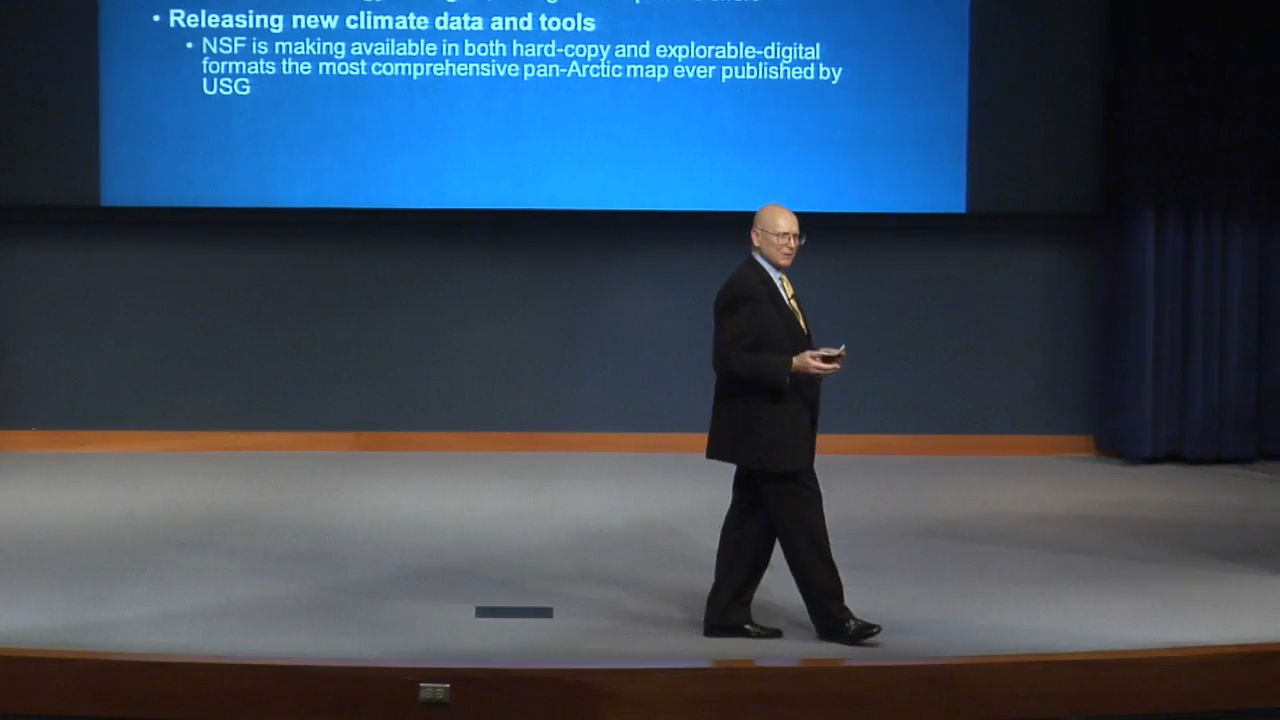 • Releasing new climate data and tools
• NSF is making available in both hard-copy and explorable-digital
formats the most comprehensive pan-Arctic map ever published by
USG